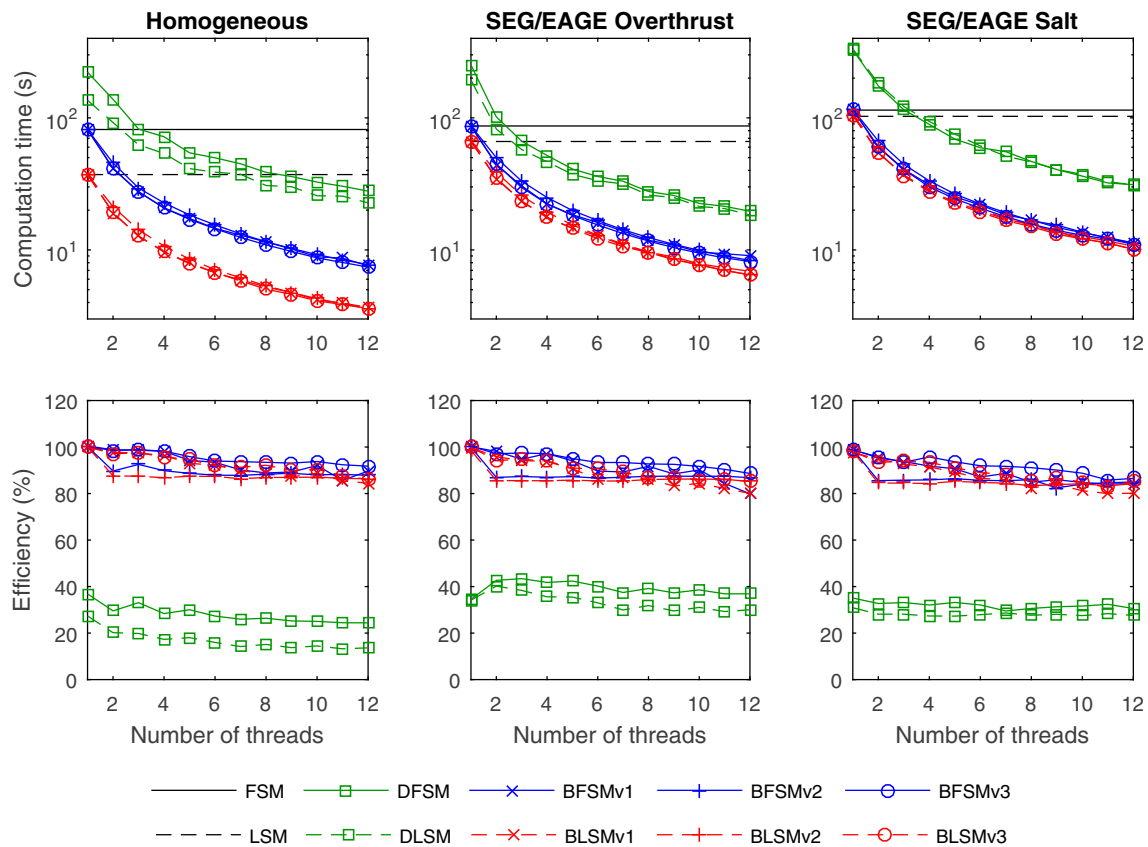 Homogeneous
SEG/EAGE Overthrust
SEG/EAGE Salt
Computation time (s)
10²
10¹
2 4 6 8 10 12
10²
10¹
2 4 6 8 10 12
10²
10¹
2 4 6 8 10 12
Efficiency (%)
120
100
80
60
40
20
0
2 4 6 8 10 12
Number of threads
120
100
80
60
40
20
0
2 4 6 8 10 12
Number of threads
120
100
80
60
40
20
0
2 4 6 8 10 12
Number of threads
FSM DFSM BFSMv1 BFSMv2 BFSMv3
LSM DLSM BLSMv1 BLSMv2 BLSMv3